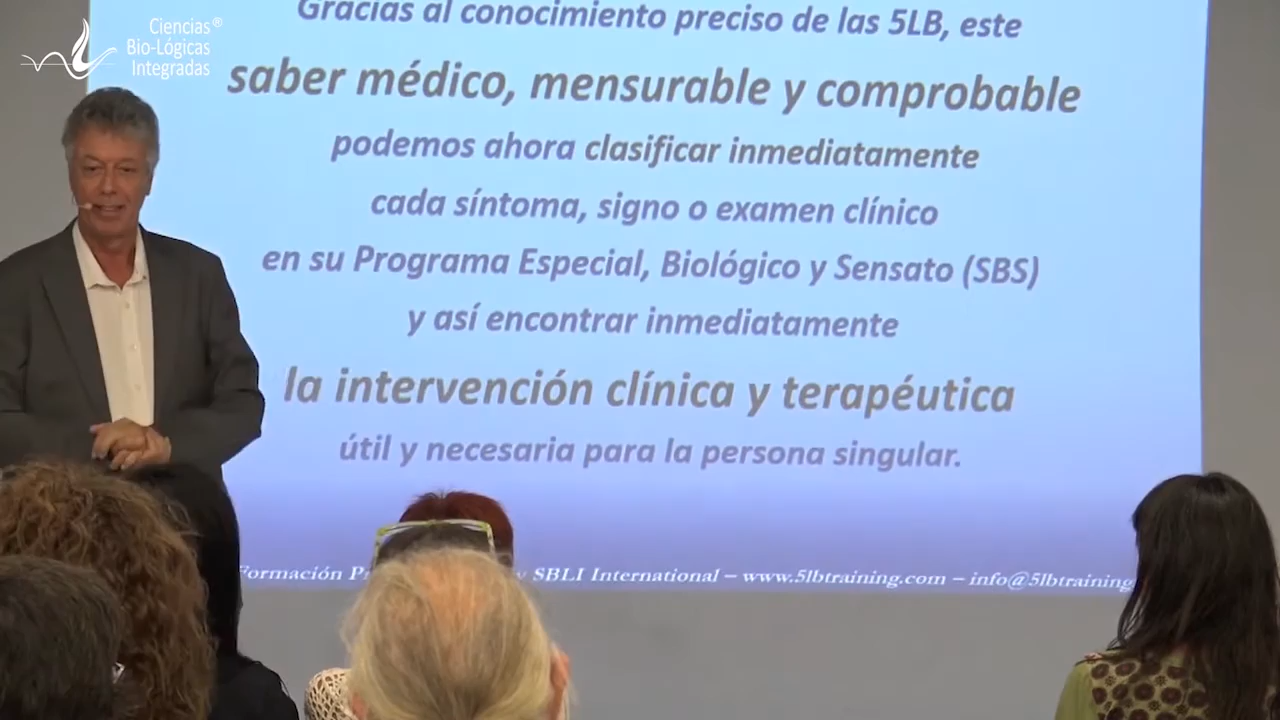 Ciencias®
Bio-Lógicas
Integradas
Gracias al conocimiento preciso de las 5LB, este
saber médico, mensurable y comprobable
podemos ahora clasificar inmediatamente
cada síntoma, signo o examen clínico
en su Programa Especial, Biológico y Sensato (SBS)
y así encontrar inmediatamente
la intervención clínica y terapéutica
útil y necesaria para la persona singular.
Formación y SBLI International – www.5lbtraining.com – info@5lbtraining